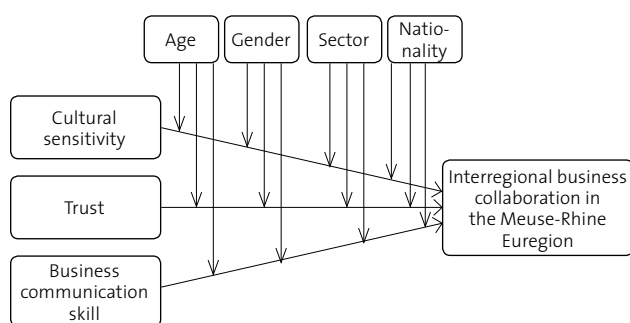 Age
Gender
Sector
Natio-
nality
Cultural
sensitivity
Trust
Business
communication
skill
Interregional business
collaboration in
the Meuse-Rhine
Euregion